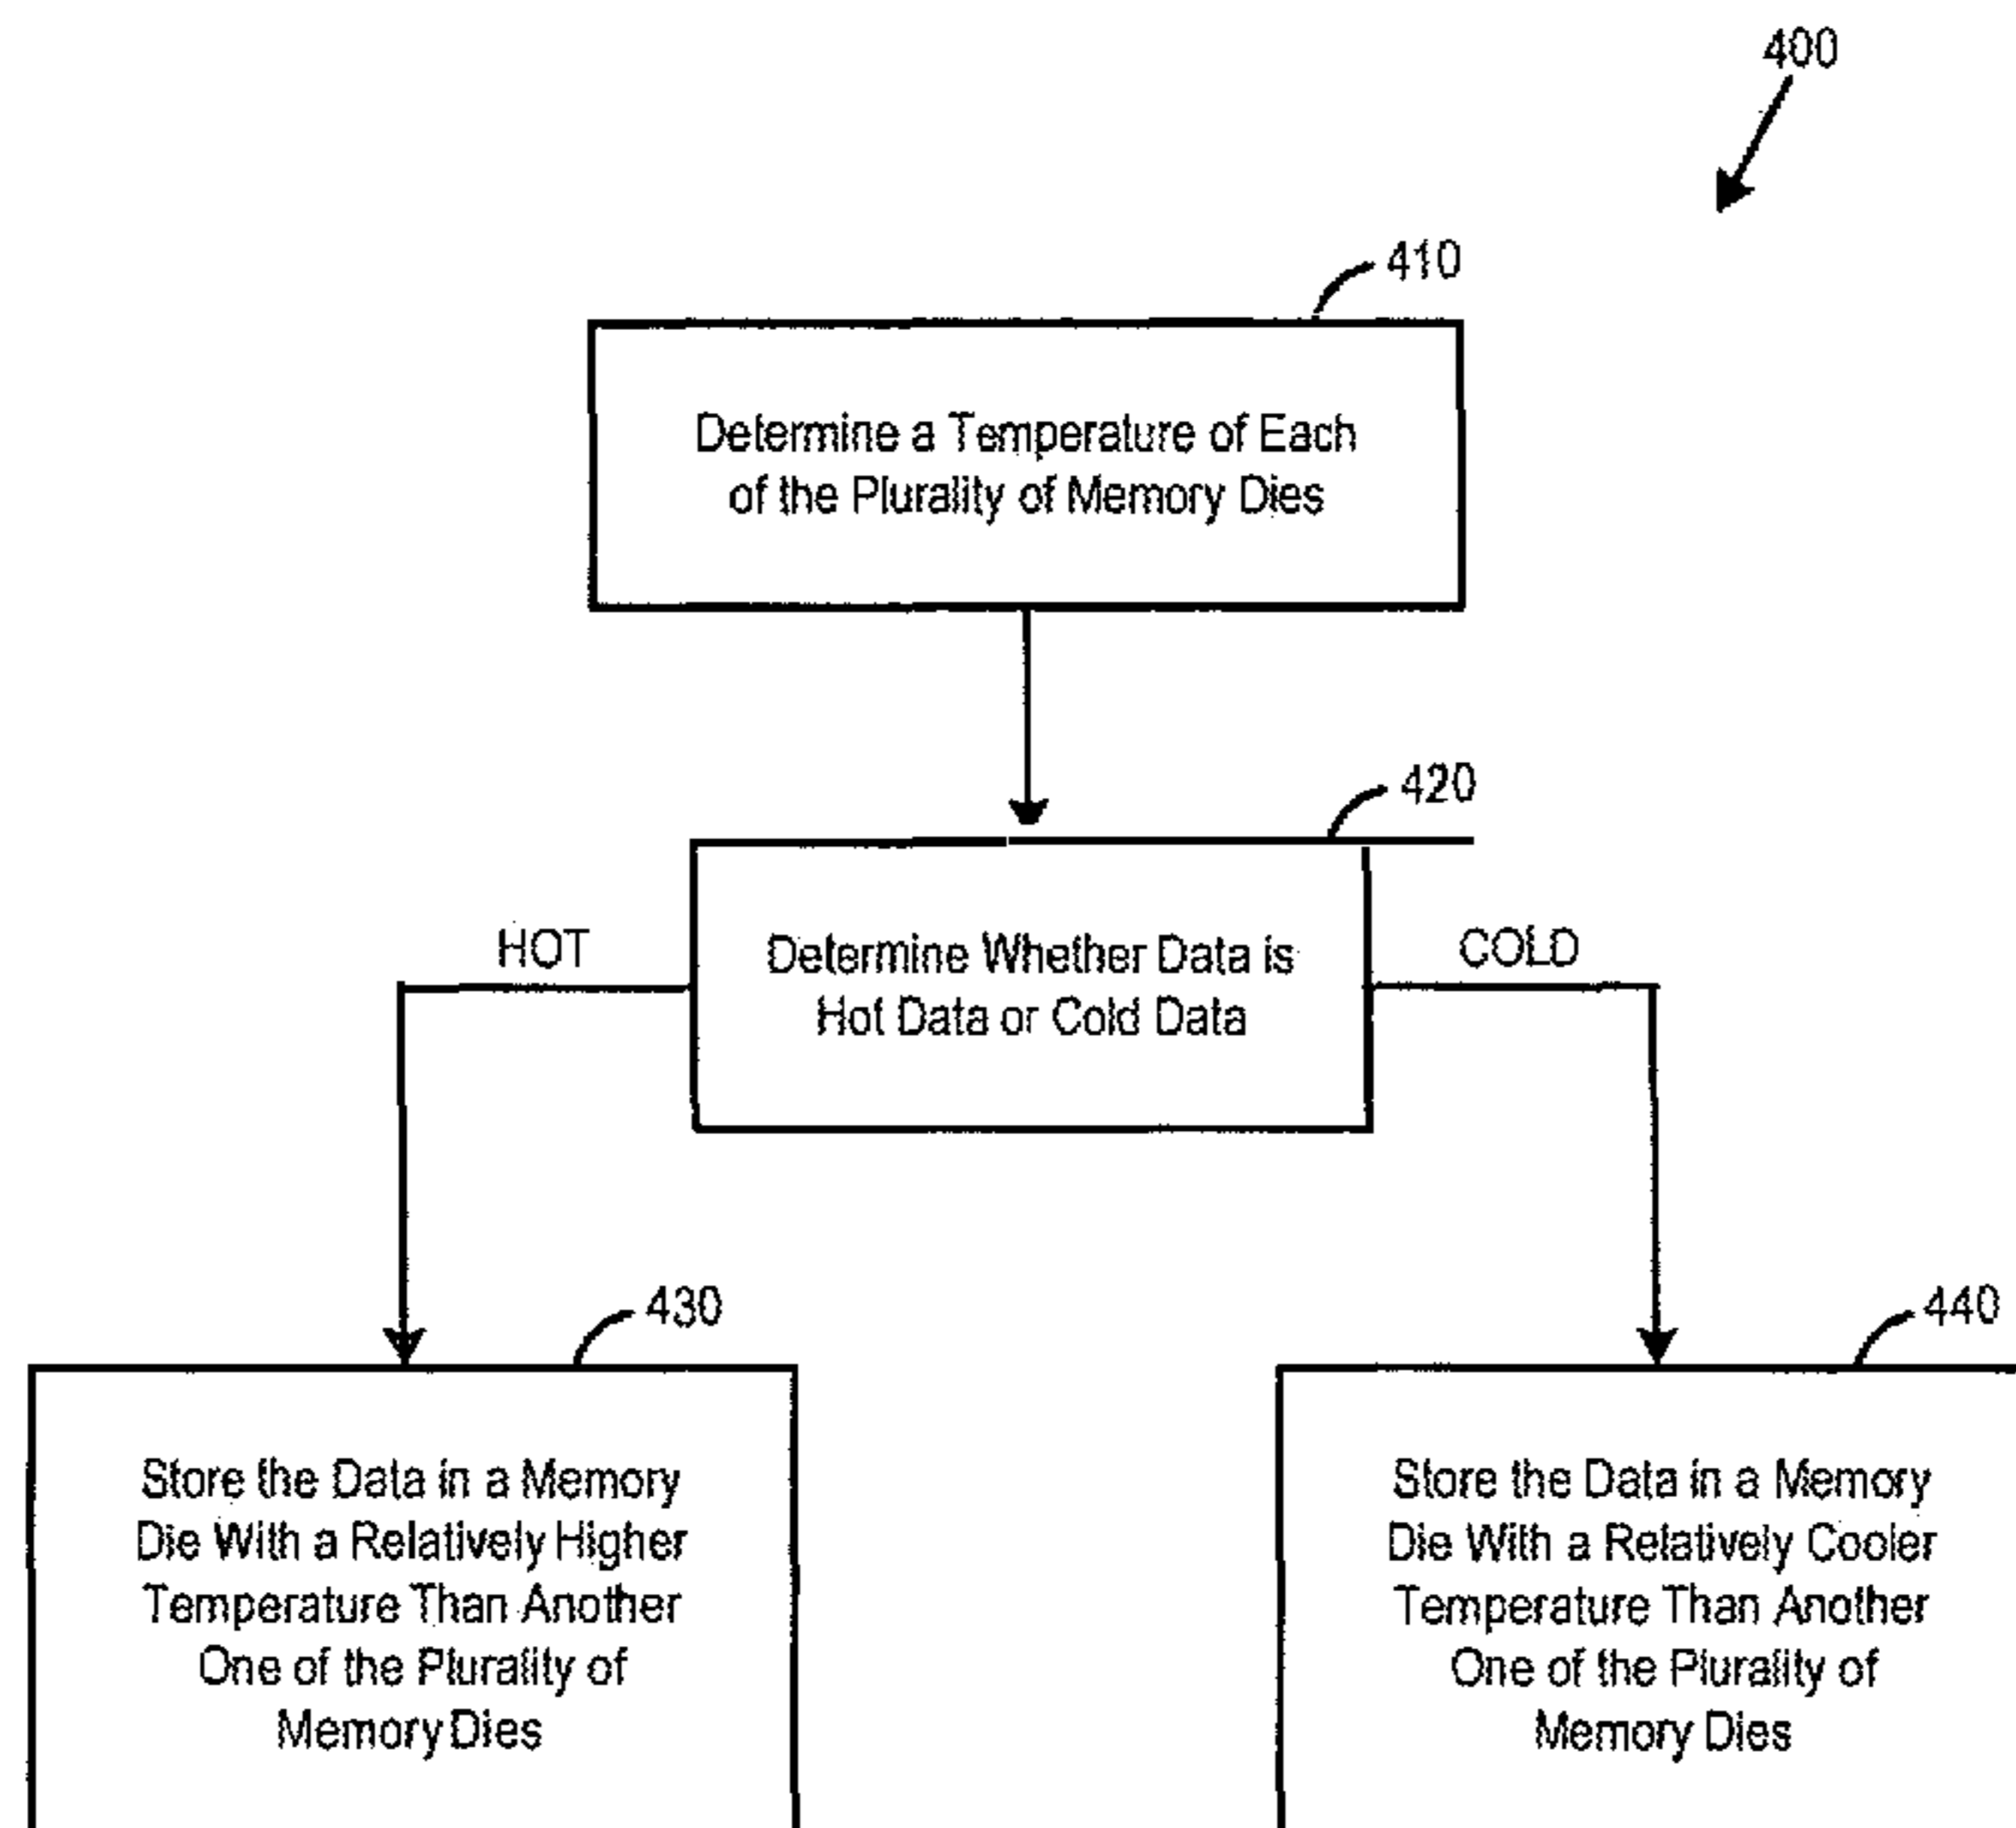 400
410
Determine a Temperature of Each
of the Plurality of Memory Dies
420
HOT
Determine Whether Data is
Hot Data or Cold Data
COLD
430
Store the Data in a Memory
Die With a Relatively Higher
Temperature Than Another
One of the Plurality of
Memory Dies
440
Store the Data in a Memory
Die With a Relatively Cooler
Temperature Than Another
One of the Plurality of
Memory Dies